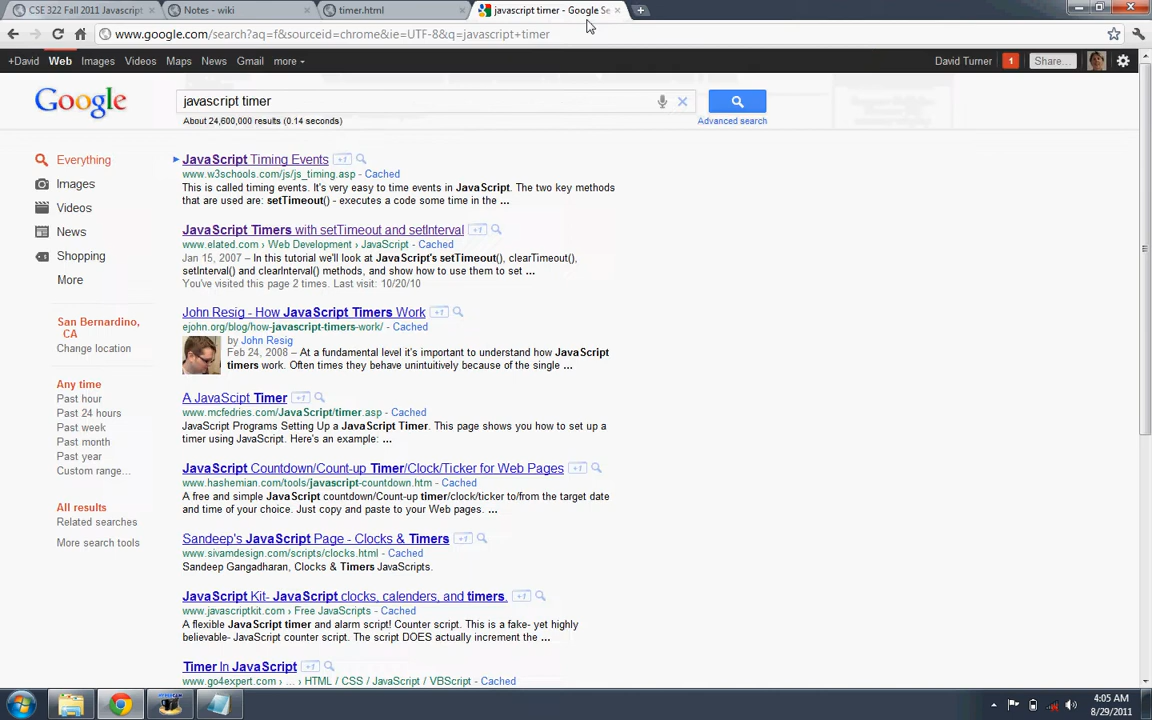 CSE 322 Fall 2011 Javascript
Notes - wiki
timer.html
javascript timer - Google Se
www.google.com/search?aq=f&sourceid=chrome&ie=UTF-8&q=javascript+timer
+David Web Images Videos Maps News Gmail more
David Turner 1 Share...
Google
javascript timer
About 24,600,000 results (0.14 seconds)
Advanced search
Everything
Images
Videos
News
Shopping
More
San Bernardino,
CA
Change location
Any time
Past hour
Past 24 hours
Past week
Past month
Past year
Custom range...
All results
Related searches
More search tools
JavaScript Timing Events +1
www.w3schools.com/js/js_timing.asp - Cached
This is called timing events. It's very easy to time events in JavaScript. The two key methods
that are used are: setTimeout() - executes a code some time in the ...
JavaScript Timers with setTimeout and setInterval +1
www.elated.com › Web Development › JavaScript - Cached
Jan 15, 2007 – In this tutorial we'll look at JavaScript's setTimeout(), clearTimeout(),
setInterval() and clearInterval() methods, and show how to use them to set ...
You've visited this page 2 times. Last visit: 10/20/10
John Resig - How JavaScript Timers Work +1
ejohn.org/blog/how-javascript-timers-work/ - Cached
by John Resig
Feb 24, 2008 – At a fundamental level it's important to understand how JavaScript
timers work. Often times they behave unintuitively because of the single ...
A JavaScipt Timer +1
www.mcfedries.com/JavaScript/timer.asp - Cached
JavaScript Programs Setting Up a JavaScript Timer. This page shows you how to set up a
timer using JavaScript. Here's an example: ...
JavaScript Countdown/Count-up Timer/Clock/Ticker for Web Pages +1
www.hashemian.com/tools/javascript-countdown.htm - Cached
A free and simple JavaScript countdown/Count-up timer/clock/ticker to/from the target date
and time of your choice. Just copy and paste to your Web pages. ...
Sandeep's JavaScript Page - Clocks & Timers +1
www.sivamdesign.com/scripts/clocks.html - Cached
Sandeep Gangadharan, Clocks & Timers JavaScripts.
JavaScript Kit- JavaScript clocks, calenders, and timers. +1
www.javascriptkit.com › Free JavaScripts - Cached
A flexible JavaScript timer and alarm script! Counter script. This is a fake- yet highly
believable- JavaScript counter script. The script DOES actually increment the ...
Timer In JavaScript +1
www.go4expert.com › ... › HTML / CSS / JavaScript / VBScript - Cached
4:05 AM
8/29/2011